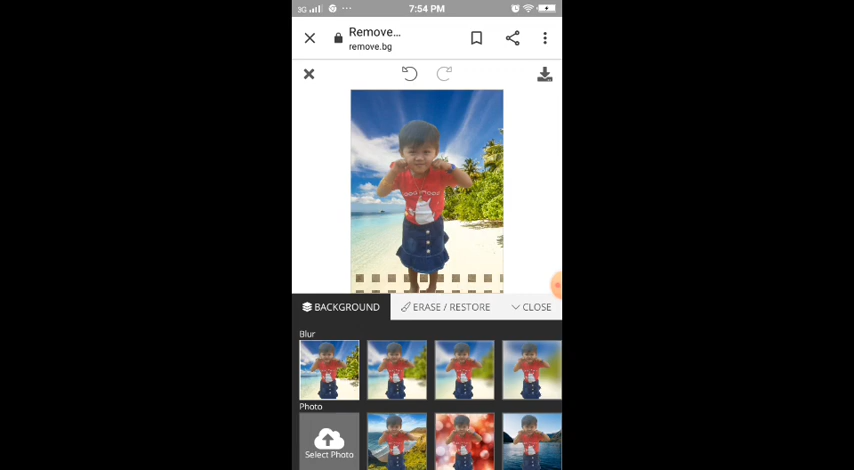 3G ... 7:54 PM
Remove...
remove.bg
BACKGROUND ERASE / RESTORE CLOSE
Blur
Photo
Select Photo